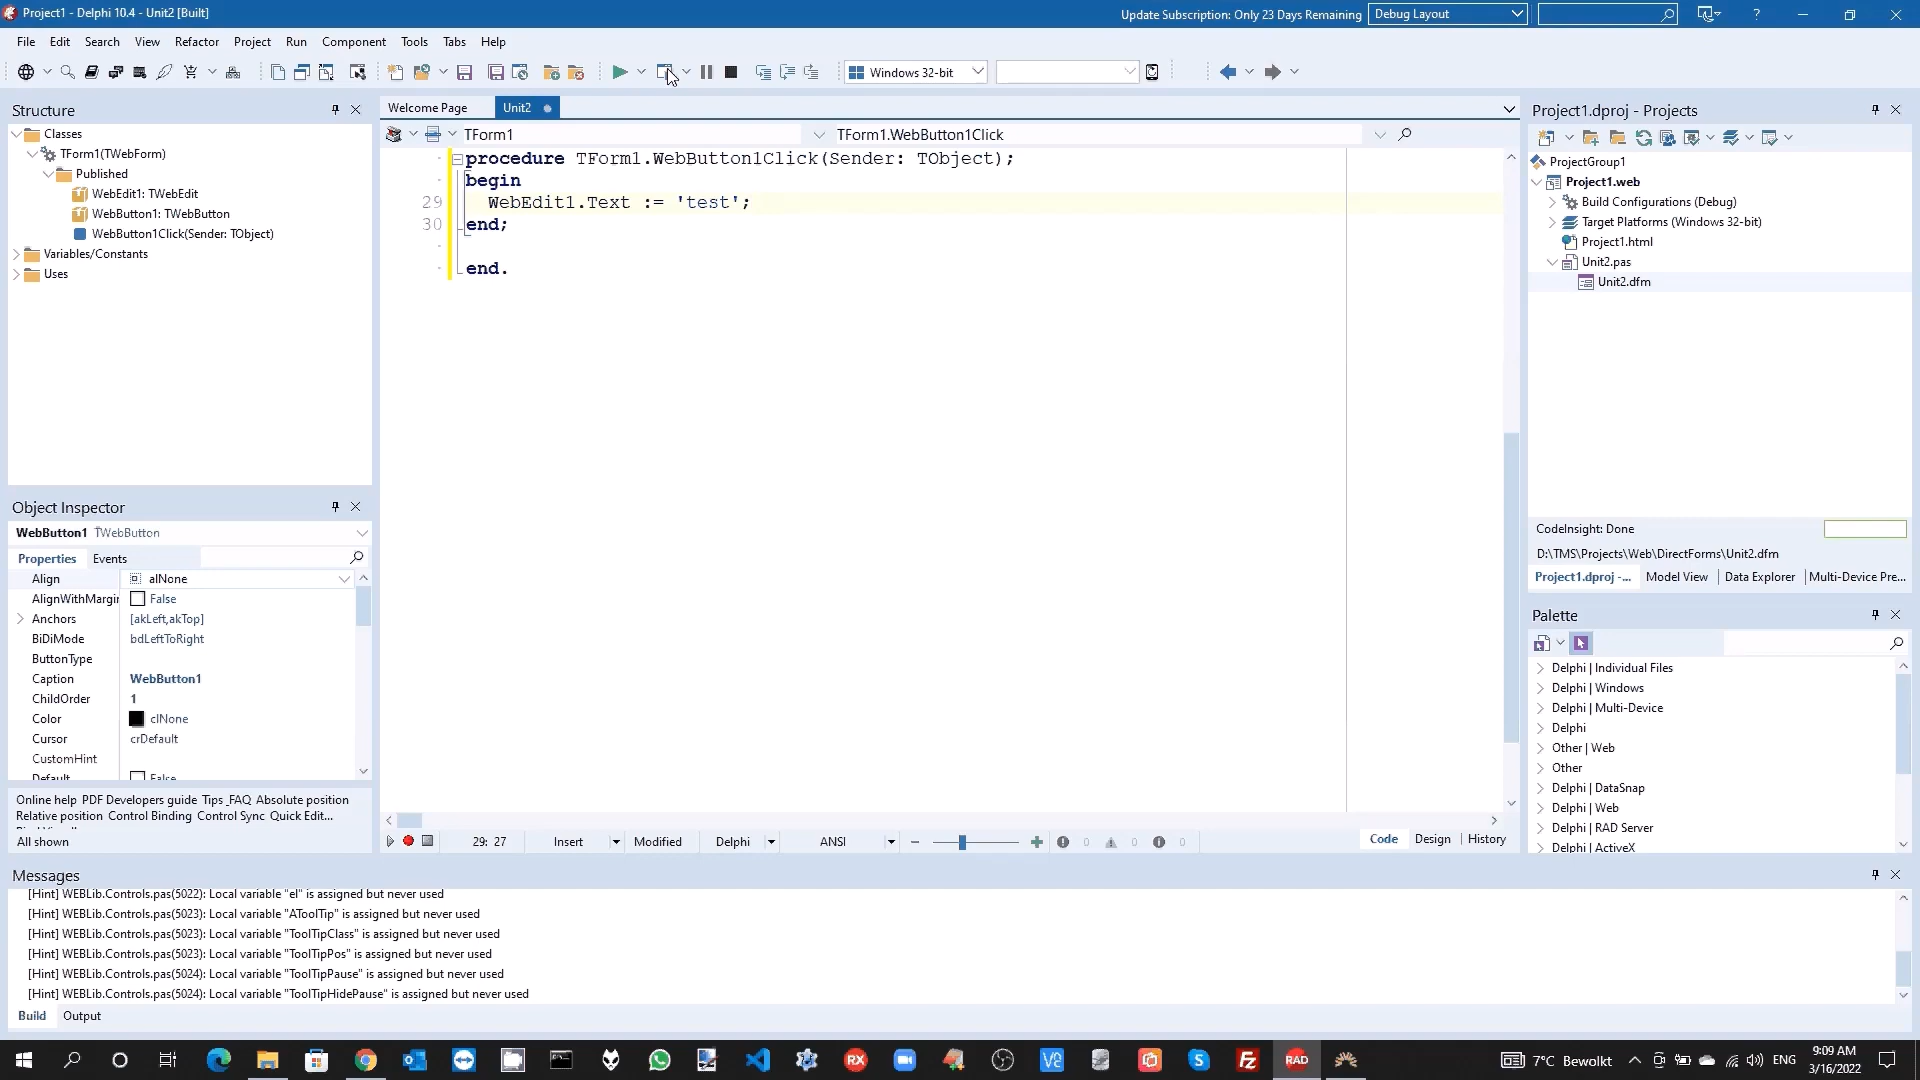 Project1 - Delphi 10.4 - Unit2 [Built]
Update Subscription: Only 23 Days Remaining
Debug Layout
?
File Edit Search View Refactor Project Run Component Tools Tabs Help
Windows 32-bit
Structure
Classes
TForm1(TWebForm)
Published
WebEdit1: TWebEdit
WebButton1: TWebButton
WebButton1Click(Sender: TObject)
Variables/Constants
Uses
Object Inspector
WebButton1 TWebButton
Properties Events
Align alNone
AlignWithMargin False
Anchors [akLeft,akTop]
BiDiMode bdLeftToRight
ButtonType
Caption WebButton1
ChildOrder 1
Color clNone
Cursor crDefault
CustomHint
Default False
Online help PDF Developers guide Tips_FAQ Absolute position
Relative position Control Binding Control Sync Quick Edit...
All shown
Welcome Page Unit2
TForm1 TForm1.WebButton1Click
procedure TForm1.WebButton1Click(Sender: TObject);
begin
29 WebEdit1.Text := 'test';
30 end;
end.
29: 27 Insert Modified Delphi ANSI 0 0 0
Code Design History
Project1.dproj - Projects
ProjectGroup1
Project1.web
Build Configurations (Debug)
Target Platforms (Windows 32-bit)
Project1.html
Unit2.pas
Unit2.dfm
CodeInsight: Done
D:\TMS\Projects\Web\DirectForms\Unit2.dfm
Project1.dproj -... Model View Data Explorer Multi-Device Pre...
Palette
Delphi | Individual Files
Delphi | Windows
Delphi | Multi-Device
Delphi
Other | Web
Other
Delphi | DataSnap
Delphi | Web
Delphi | RAD Server
Delphi | ActiveX
Messages
[Hint] WEBLib.Controls.pas(5022): Local variable "el" is assigned but never used
[Hint] WEBLib.Controls.pas(5023): Local variable "AToolTip" is assigned but never used
[Hint] WEBLib.Controls.pas(5023): Local variable "ToolTipClass" is assigned but never used
[Hint] WEBLib.Controls.pas(5023): Local variable "ToolTipPos" is assigned but never used
[Hint] WEBLib.Controls.pas(5024): Local variable "ToolTipPause" is assigned but never used
[Hint] WEBLib.Controls.pas(5024): Local variable "ToolTipHidePause" is assigned but never used
Build Output
RX
RAD
7°C Bewolkt
ENG
9:09 AM
3/16/2022